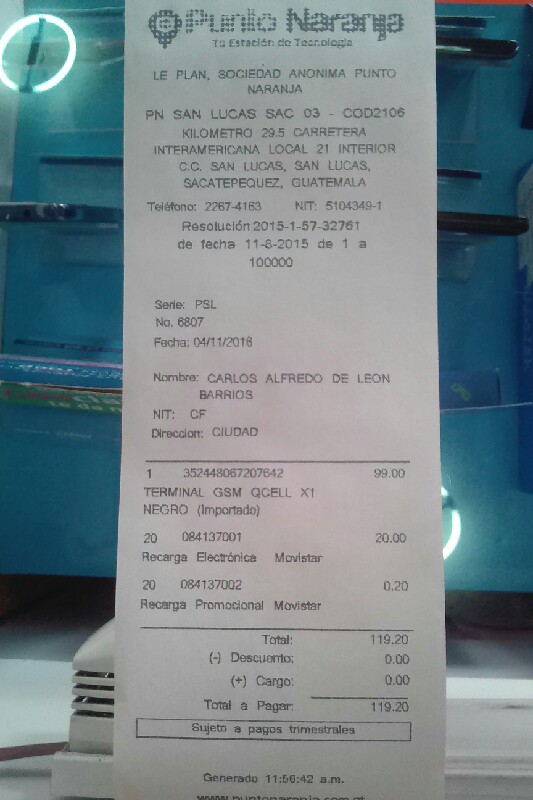 Punto Naranja
Tu Estación de Tecnología
LE PLAN, SOCIEDAD ANONIMA PUNTO
NARANJA
PN SAN LUCAS SAC 03 - COD2106
KILOMETRO 29.5 CARRETERA
INTERAMERICANA LOCAL 21 INTERIOR
C.C. SAN LUCAS, SAN LUCAS,
SACATEPEQUEZ, GUATEMALA
Teléfono: 2267-4163 NIT: 5104349-1
Resolución 2015-1-57-32761
de fecha 11-8-2015 de 1 a
100000
Serie: PSL
No. 6807
Fecha: 04/11/2016
Nombre: CARLOS ALFREDO DE LEON
BARRIOS
NIT: CF
Direccion: CIUDAD
1 352448067207642 99.00
TERMINAL GSM QCELL X1
NEGRO (Importado)
20 084137001 20.00
Recarga Electrónica Movistar
20 084137002 0.20
Recarga Promocional Movistar
Total: 119.20
(-) Descuento: 0.00
(+) Cargo: 0.00
Total a Pagar: 119.20
Sujeto a pagos trimestrales
Generado 11:56:42 a.m.
www.puntonaranja.com.gt